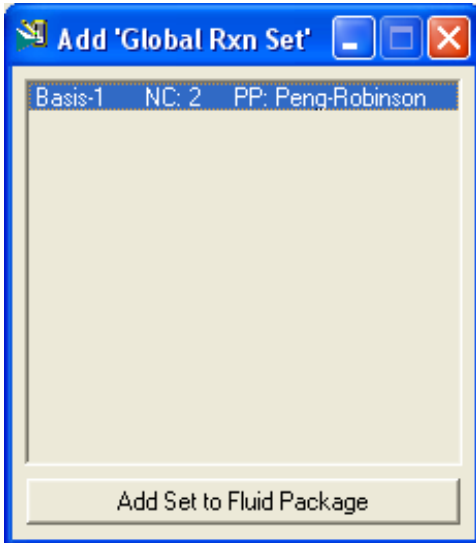 Add 'Global Rxn Set'
Basis-1 NC: 2 PP: Peng-Robinson
Add Set to Fluid Package